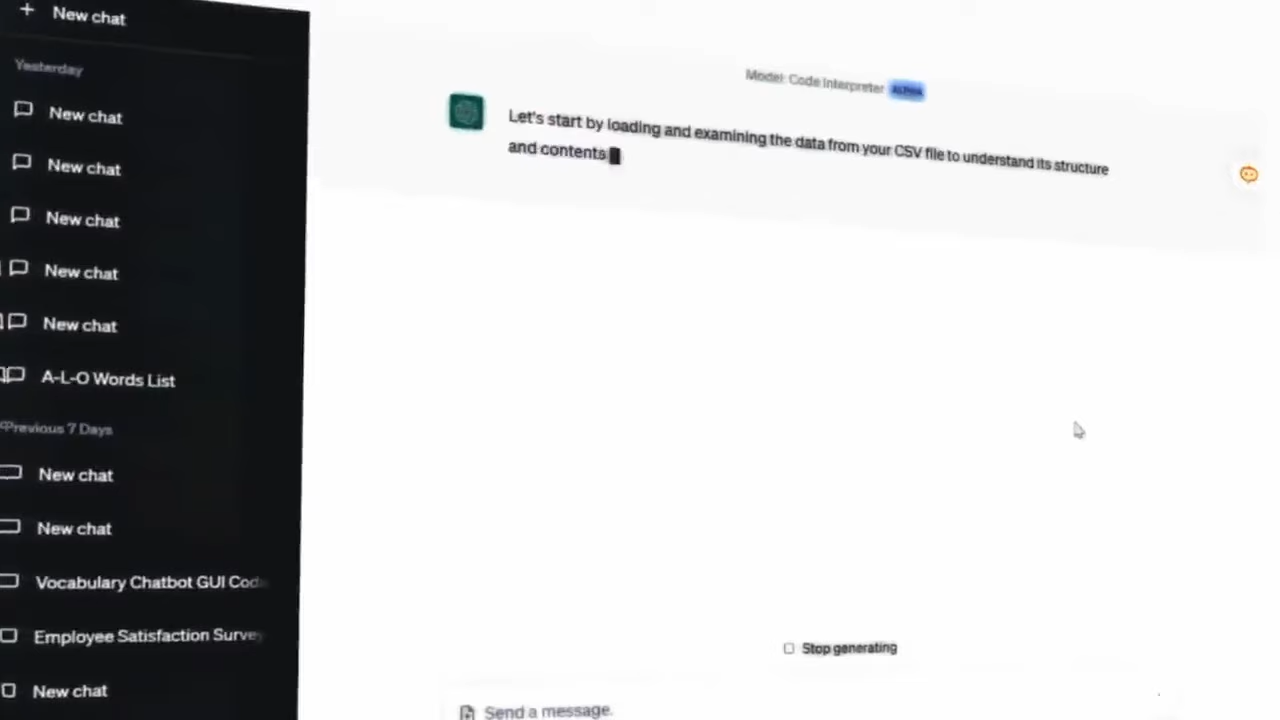 New chat
Yesterday
New chat
New chat
New chat
New chat
New chat
A-L-O Words List
Previous 7 Days
New chat
New chat
Vocabulary Chatbot GUI Code
Employee Satisfaction Survey
New chat
Model: Code Interpreter ALPHA
Let's start by loading and examining the data from your CSV file to understand its structure
and contents
Stop generating
Send a message.